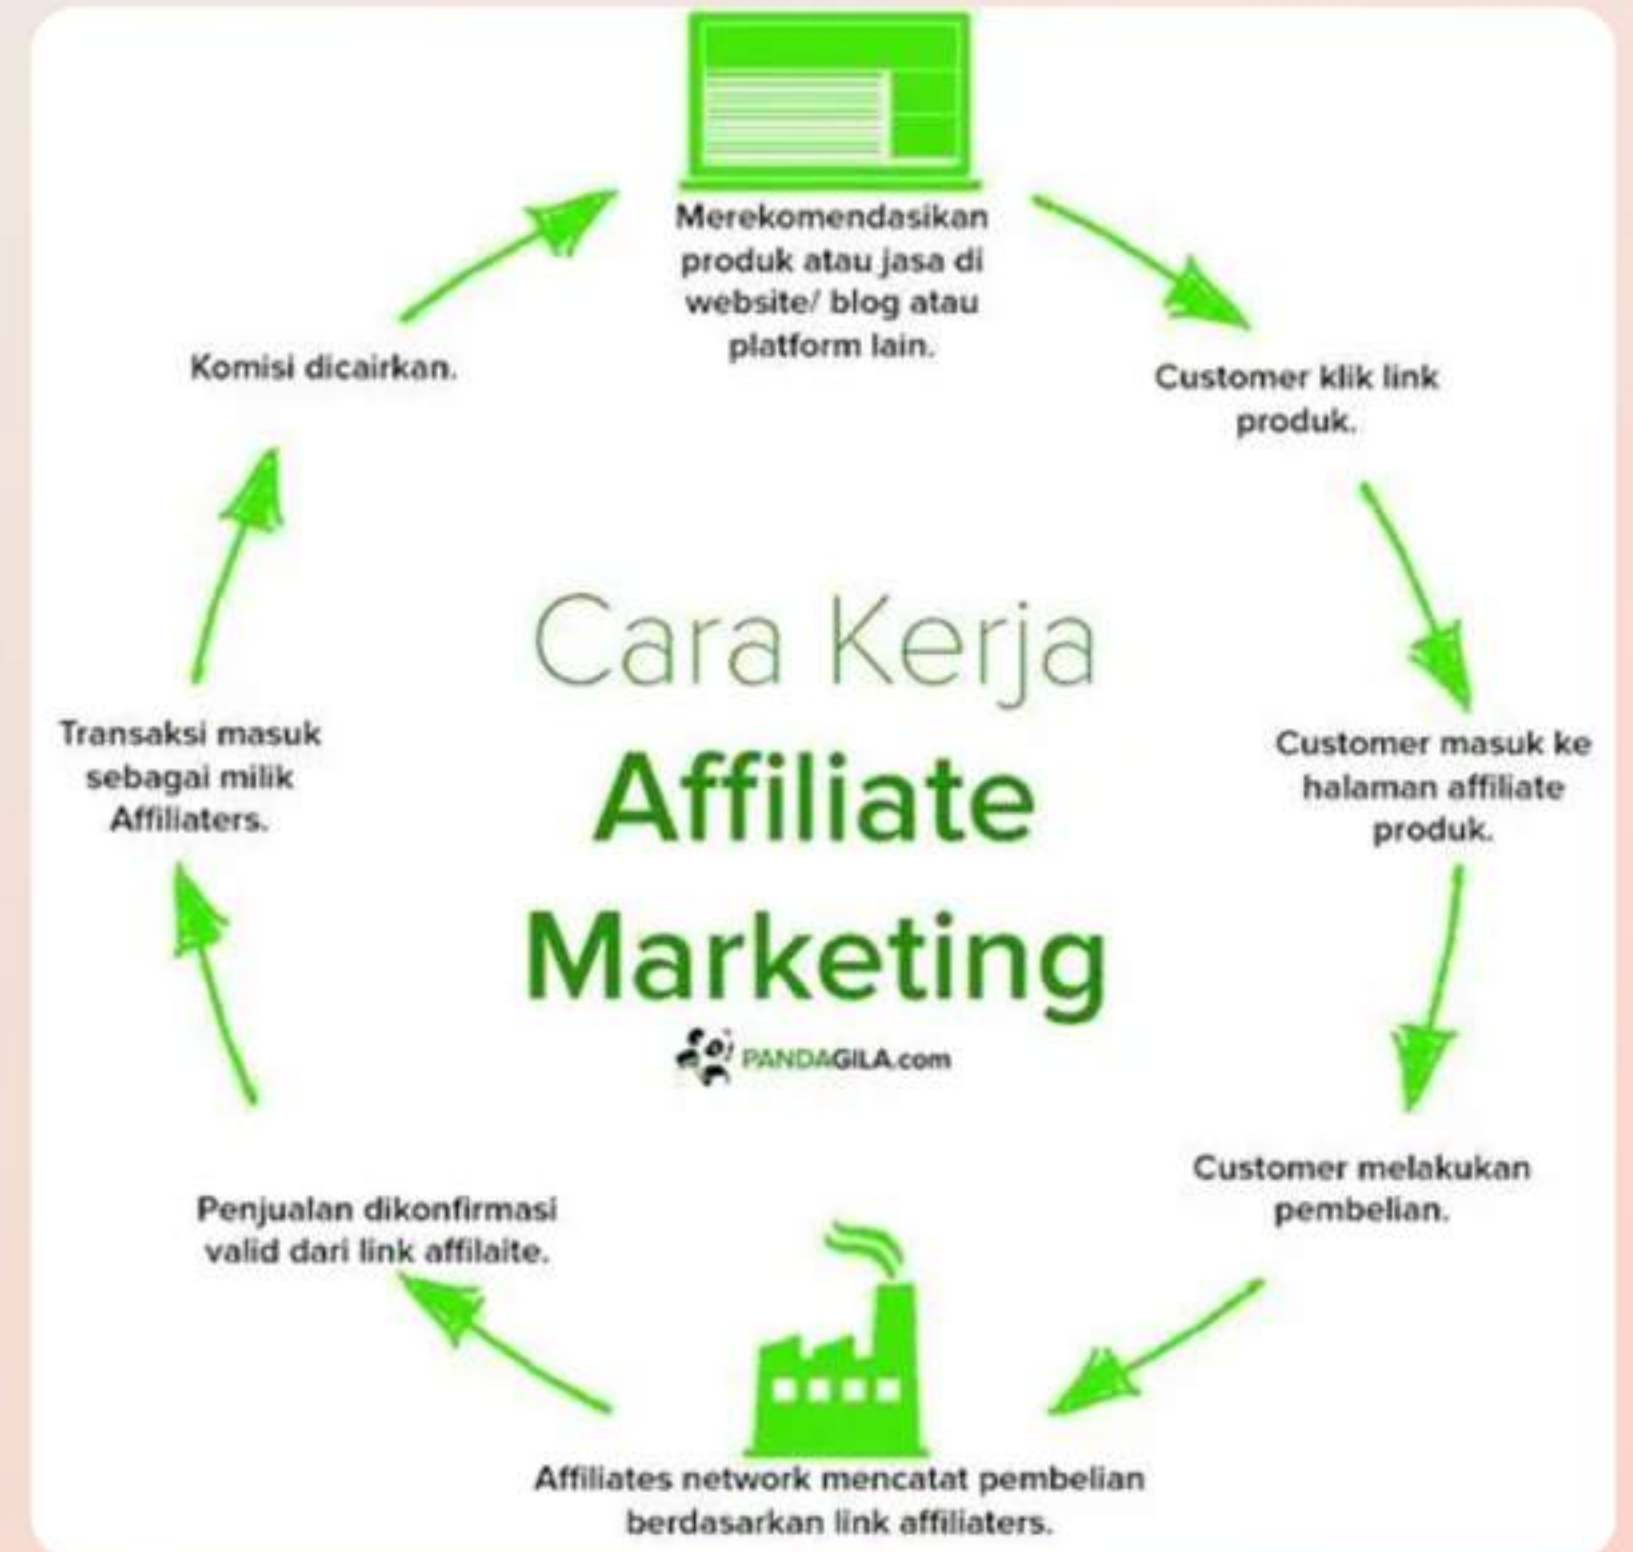 Merekomendasikan
produk atau jasa di
website/ blog atau
platform lain.
Customer klik link
produk.
Customer masuk ke
halaman affiliate
produk.
Customer melakukan
pembelian.
Affiliates network mencatat pembelian
berdasarkan link affiliaters.
Penjualan dikonfirmasi
valid dari link affilaite.
Transaksi masuk
sebagai milik
Affiliaters.
Komisi dicairkan.
Cara Kerja
Affiliate
Marketing
PANDAGILA.com